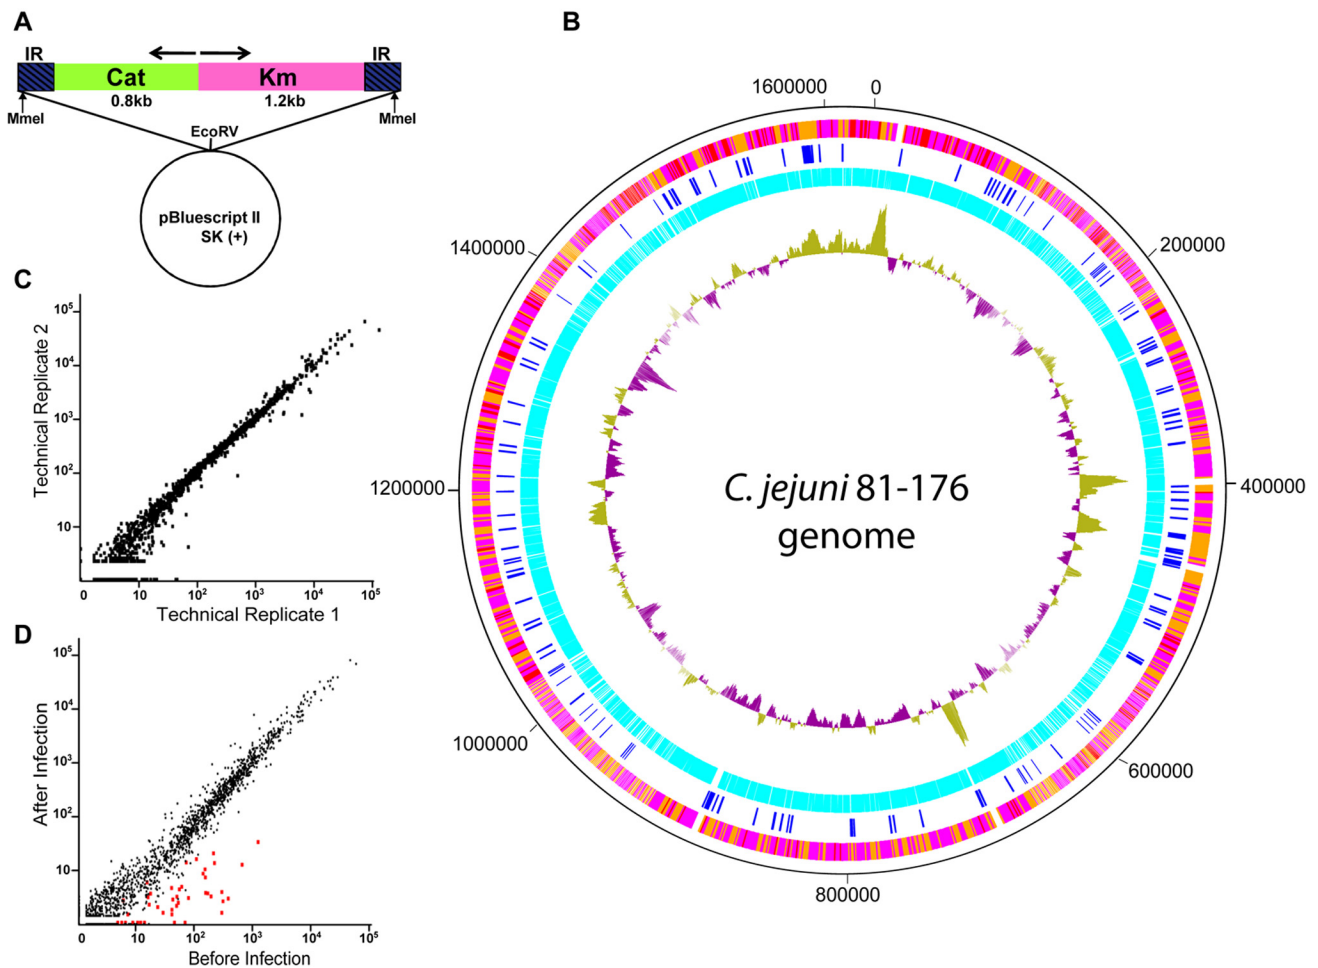 A
IR
IR
Cat
Km
0.8kb
1.2kb
MmeI
MmeI
EcoRV
pBluescript II
SK (+)
B
1600000
0
200000
400000
600000
800000
1000000
1200000
1400000
C. jejuni 81-176
genome
C
Technical Replicate 2
10⁵
10⁴
10³
10²
10
0
10
10²
10³
10⁴
10⁵
Technical Replicate 1
D
After Infection
10⁵
10⁴
10³
10²
10
0
10
10²
10³
10⁴
10⁵
Before Infection